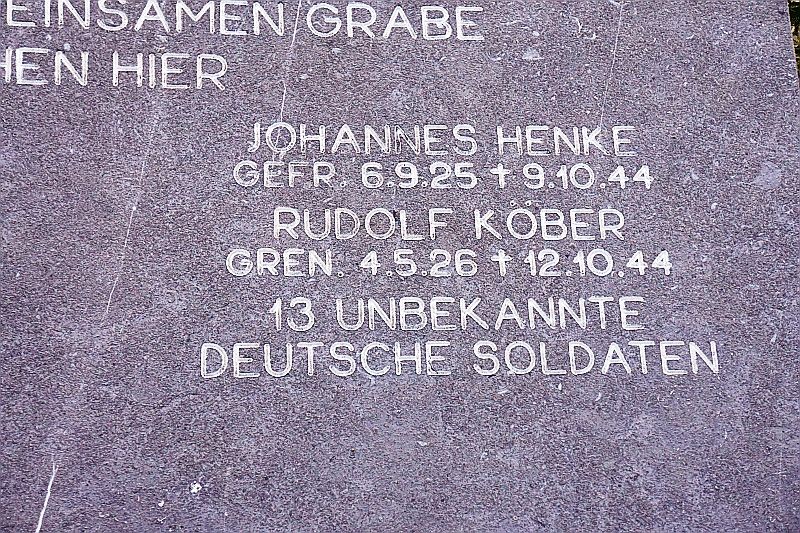 EINSAMEN GRABE
HEN HIER
JOHANNES HENKE
GEFR. 6.9.25 † 9.10.44
RUDOLF KÖBER
GREN. 4.5.26 † 12.10.44
13 UNBEKANNTE
DEUTSCHE SOLDATEN